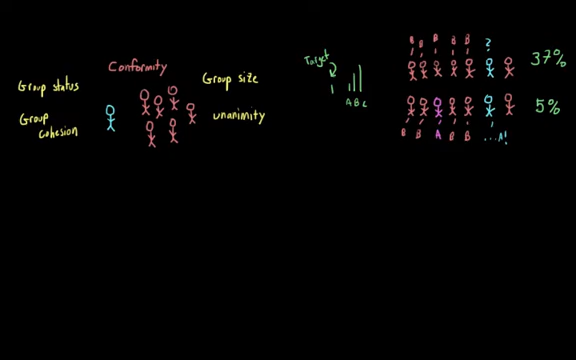 Conformity
Group status
Group size
Group
cohesion
unanimity
Target
A B C
B B B B B ?
37%
5%
B B A B B ...A!